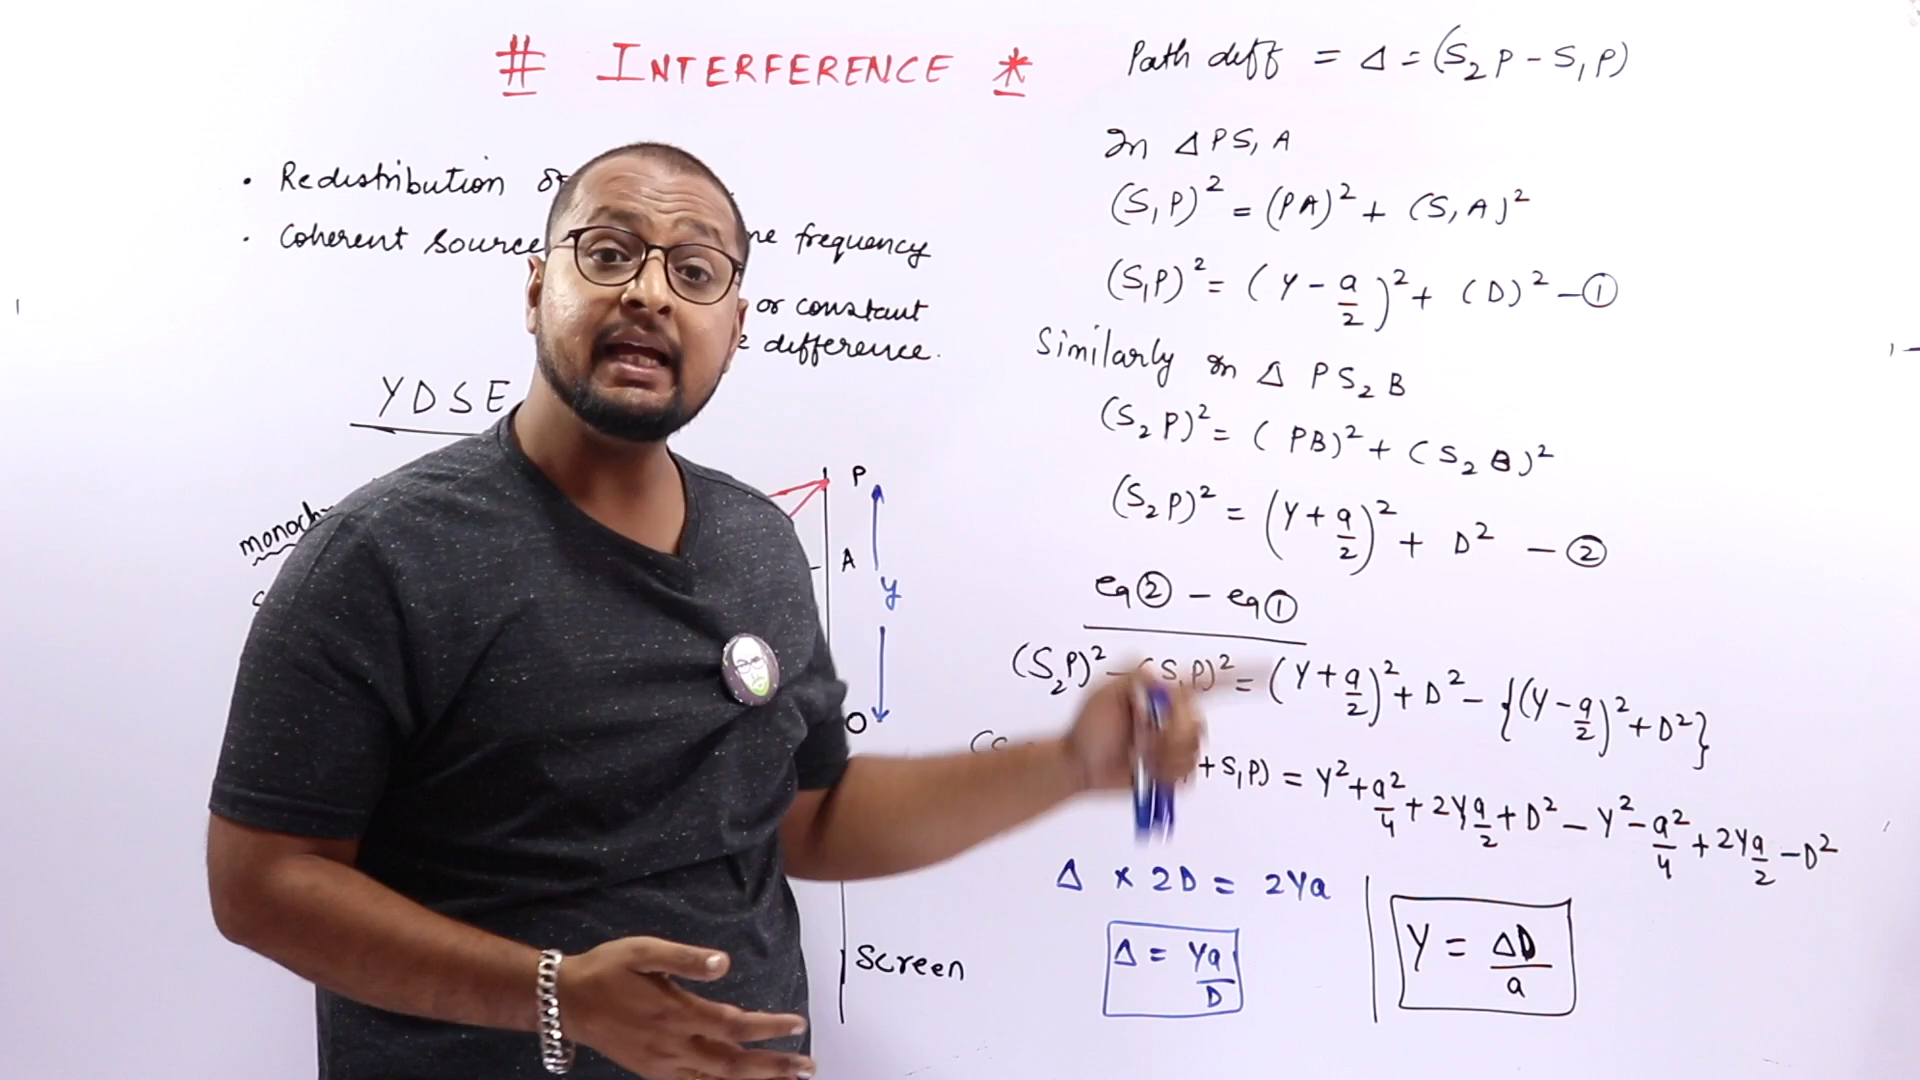 # INTERFERENCE *
• Redistribution of
• Coherent source frequency
or constant
difference.
YDSE
P
A
y
O
Screen
Path diff = Δ = (S₂P - S₁P)
In Δ PS₁A
(S₁P)² = (PA)² + (S₁A)²
(S₁P)² = (Y - a/2)² + (D)² - ①
Similarly In Δ PS₂B
(S₂P)² = (PB)² + (S₂B)²
(S₂P)² = (Y + a/2)² + D² - ②
eq② - eq①
(S₂P)² - (S₁P)² = (Y + a/2)² + D² - {(Y - a/2)² + D²}
+ S₁P) = Y² + a²/4 + 2Ya/2 + D² - Y² - a²/4 + 2Ya/2 - D²
Δ × 2D = 2Ya
Δ = Ya/D
Y = ΔD/a